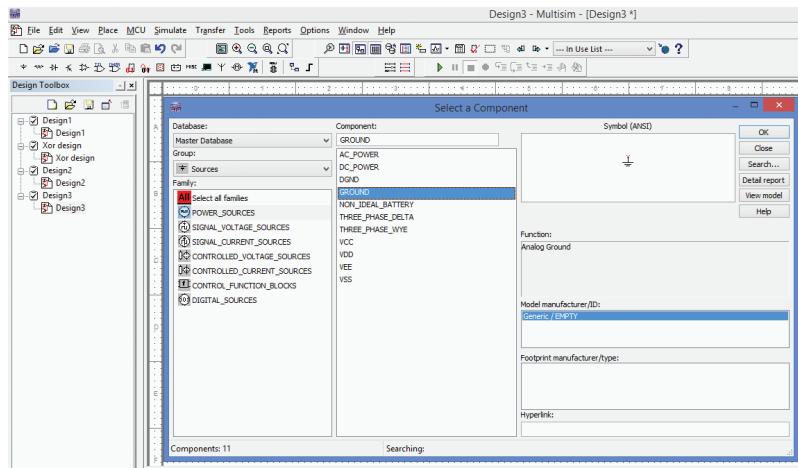 Design3 - Multisim - [Design3 *]
File Edit View Place MCU Simulate Transfer Tools Reports Options Window Help
--- In Use List ---
Design Toolbox
Design1
Design1
Xor design
Xor design
Design2
Design2
Design3
Design3
Select a Component
Database:
Master Database
Group:
Sources
Family:
All Select all families
POWER_SOURCES
SIGNAL_VOLTAGE_SOURCES
SIGNAL_CURRENT_SOURCES
CONTROLLED_VOLTAGE_SOURCES
CONTROLLED_CURRENT_SOURCES
CONTROL_FUNCTION_BLOCKS
DIGITAL_SOURCES
Component:
GROUND
AC_POWER
DC_POWER
DGND
GROUND
NON_IDEAL_BATTERY
THREE_PHASE_DELTA
THREE_PHASE_WYE
VCC
VDD
VEE
VSS
Symbol (ANSI)
Function:
Analog Ground
Model manufacturer/ID:
Generic / EMPTY
Footprint manufacturer/type:
Hyperlink:
OK
Close
Search...
Detail report
View model
Help
Components: 11
Searching: